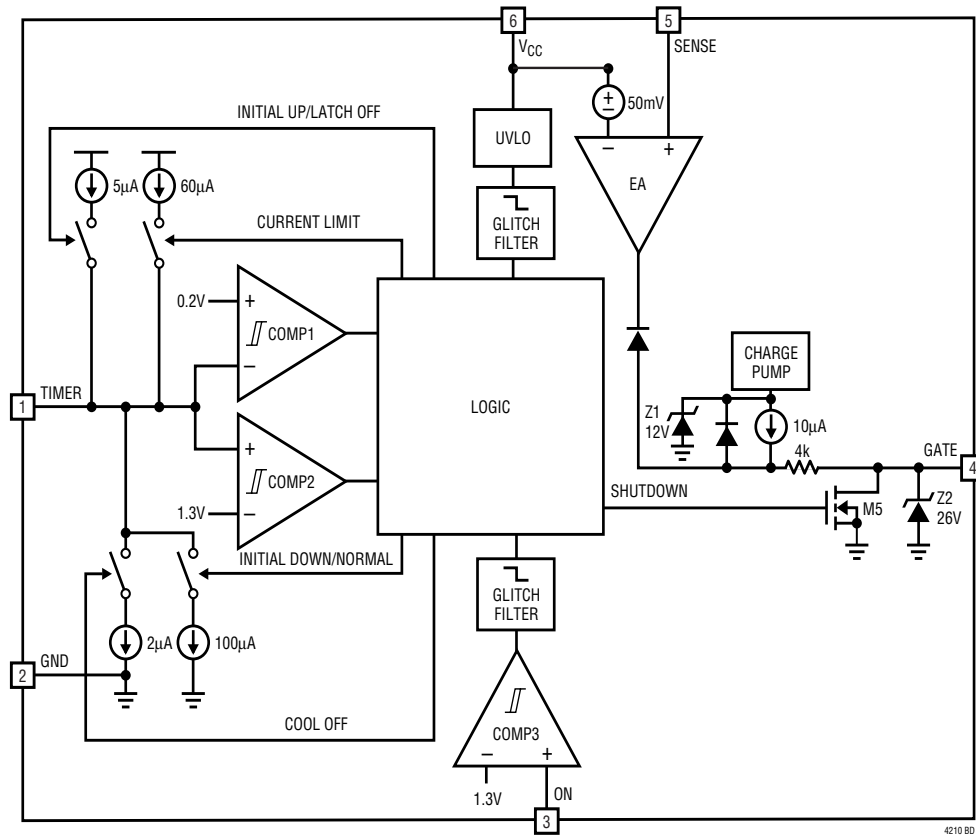 6
5
VCC
SENSE
50mV
INITIAL UP/LATCH OFF
UVLO
− +
EA
5µA
60µA
CURRENT LIMIT
GLITCH
FILTER
0.2V
+
COMP1
−
CHARGE
PUMP
1
TIMER
LOGIC
Z1
12V
10µA
4k
GATE
4
+
COMP2
1.3V
−
SHUTDOWN
M5
Z2
26V
INITIAL DOWN/NORMAL
GLITCH
FILTER
2µA
100µA
2
GND
COOL OFF
COMP3
− +
1.3V
ON
3
4210 BD